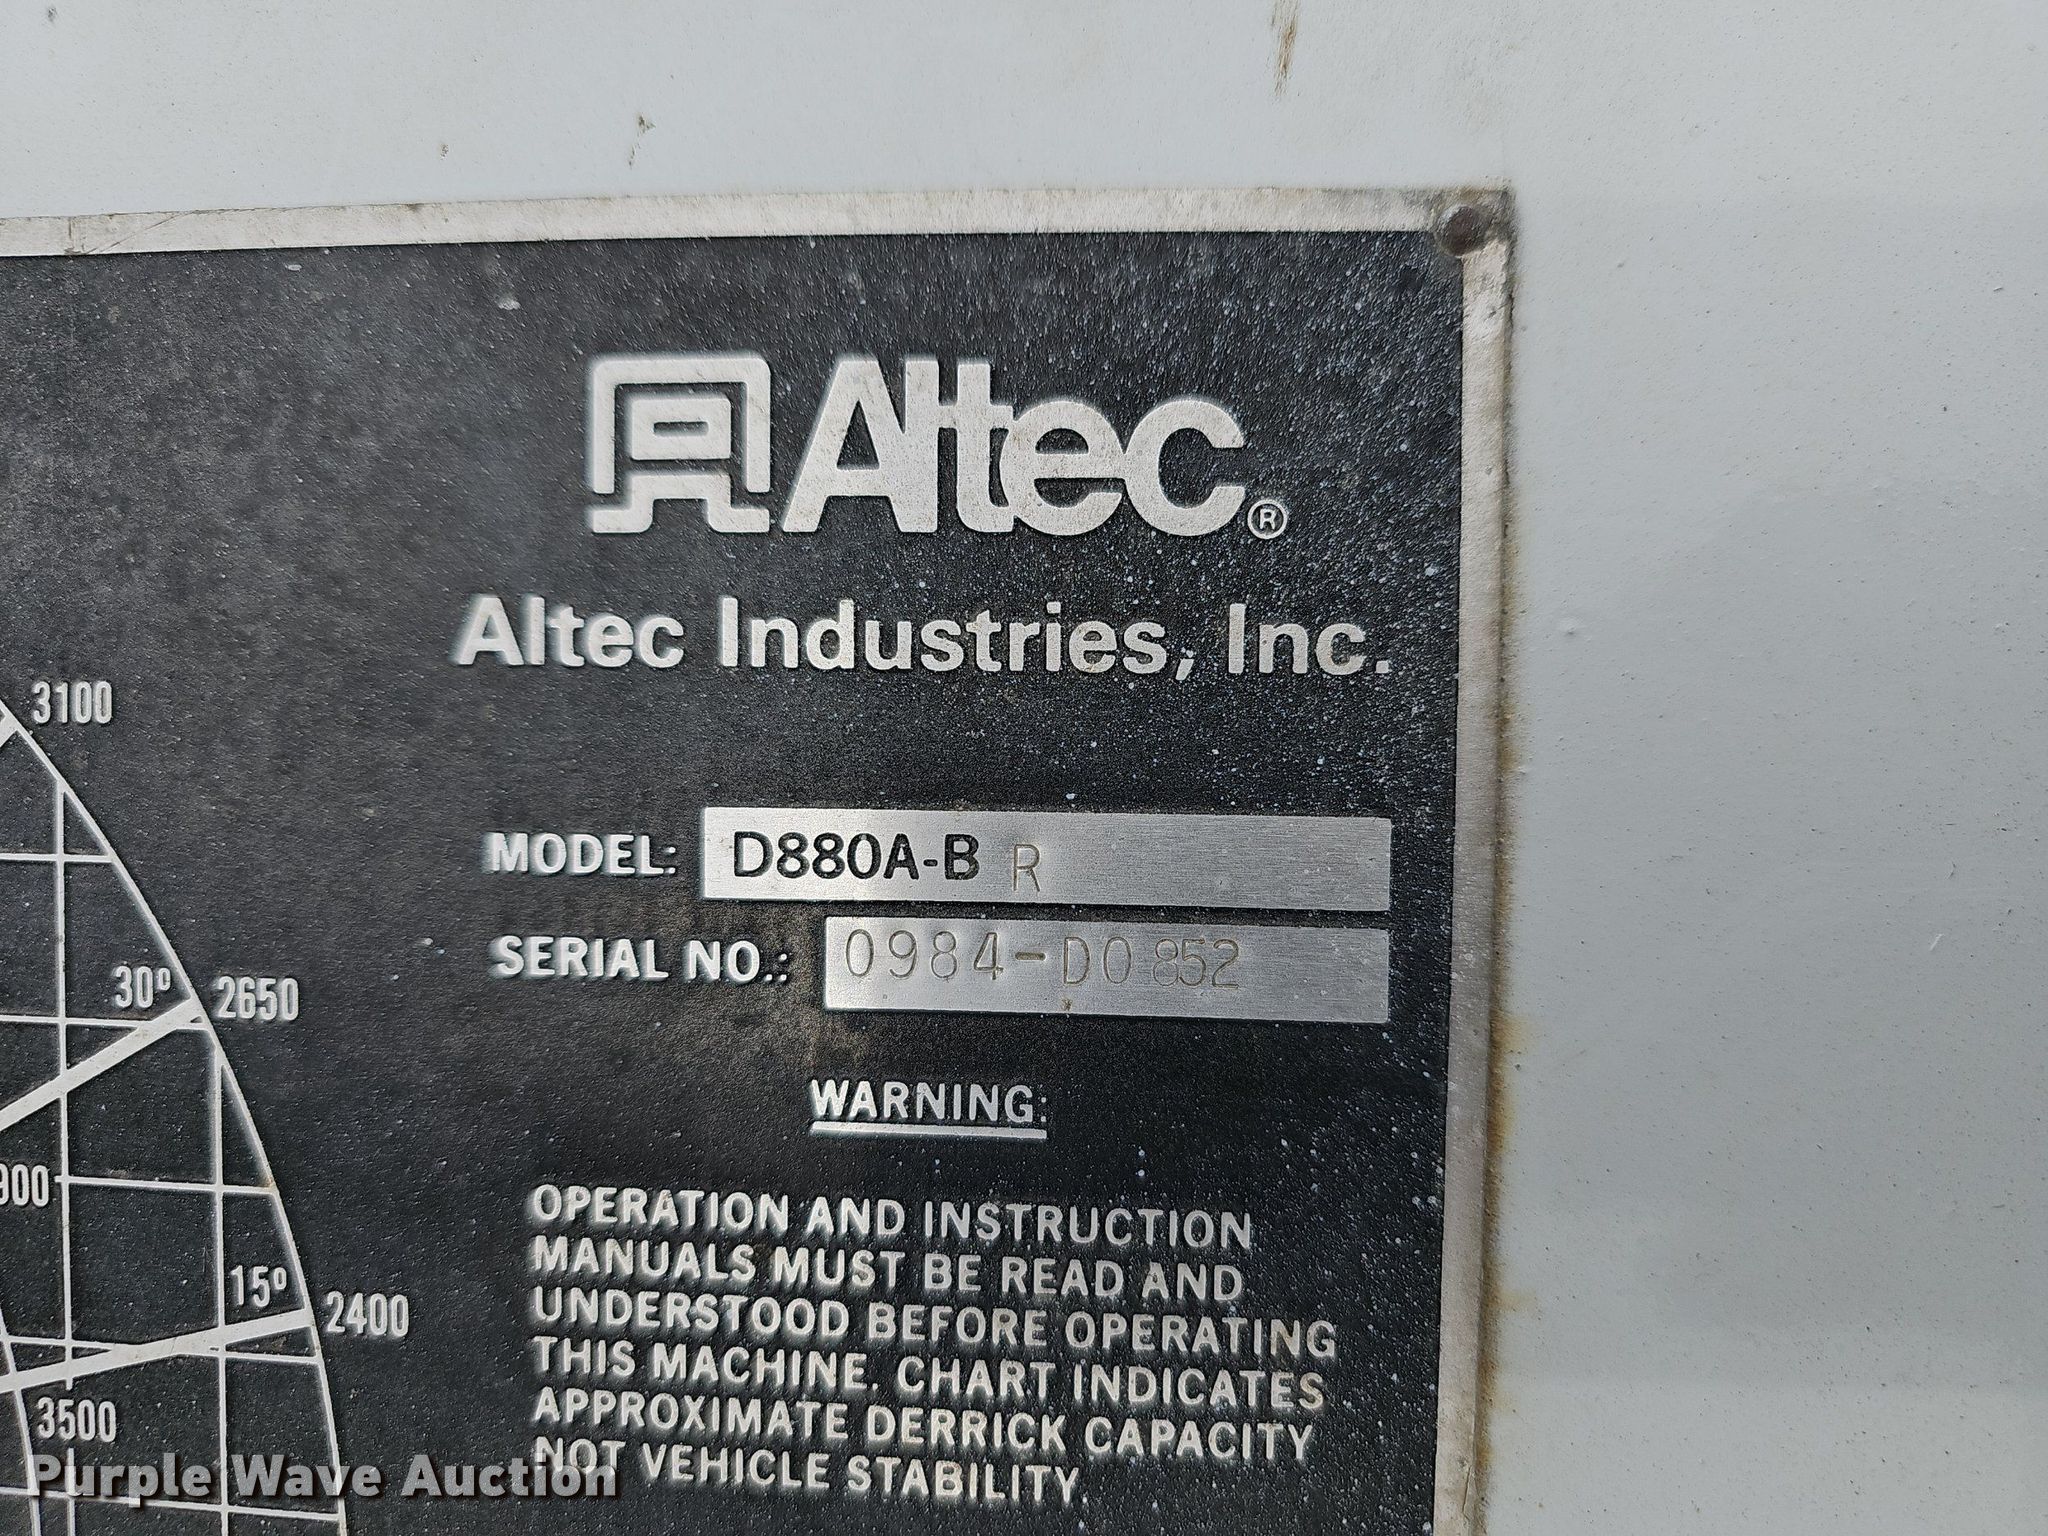 Altec®
Altec Industries, Inc.
3100
MODEL: D880A-B R
SERIAL NO.: 0984-D0852
30º
2650
WARNING:
900
OPERATION AND INSTRUCTION
MANUALS MUST BE READ AND
UNDERSTOOD BEFORE OPERATING
THIS MACHINE. CHART INDICATES
APPROXIMATE DERRICK CAPACITY
NOT VEHICLE STABILITY.
15º
2400
3500
Purple Wave Auction